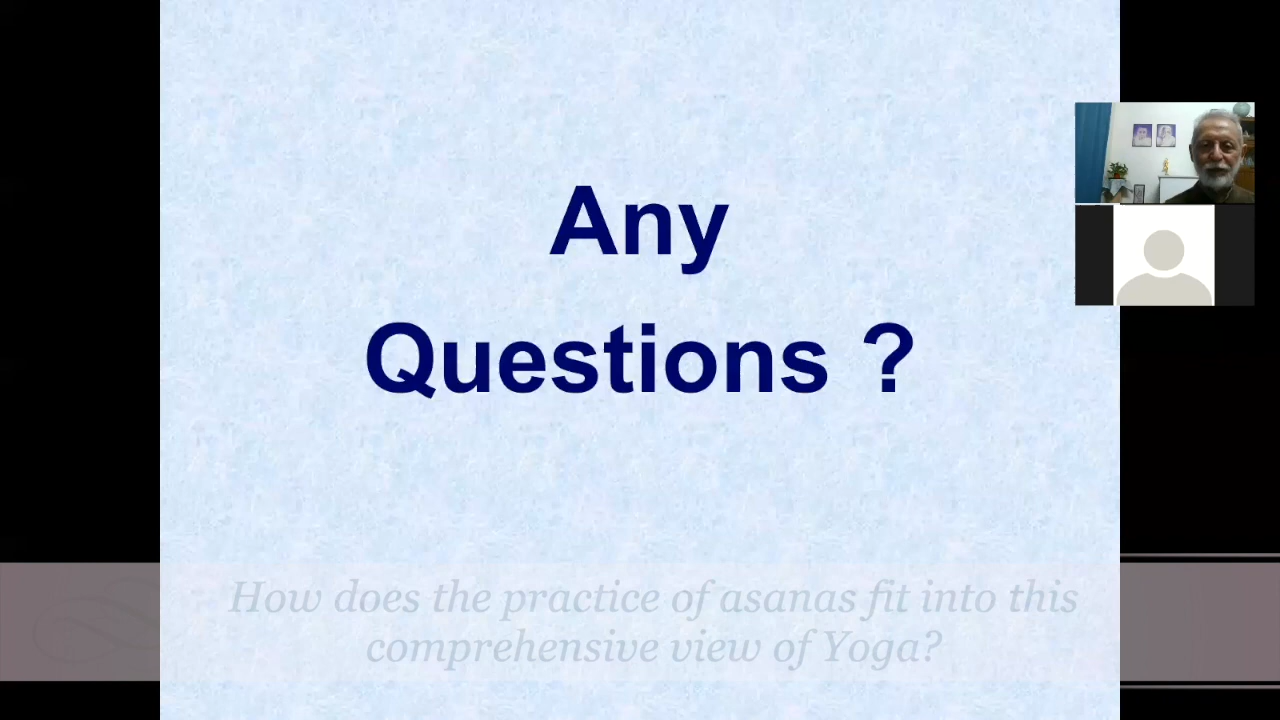 Any
Questions ?
How does the practice of asanas fit into this
comprehensive view of Yoga?